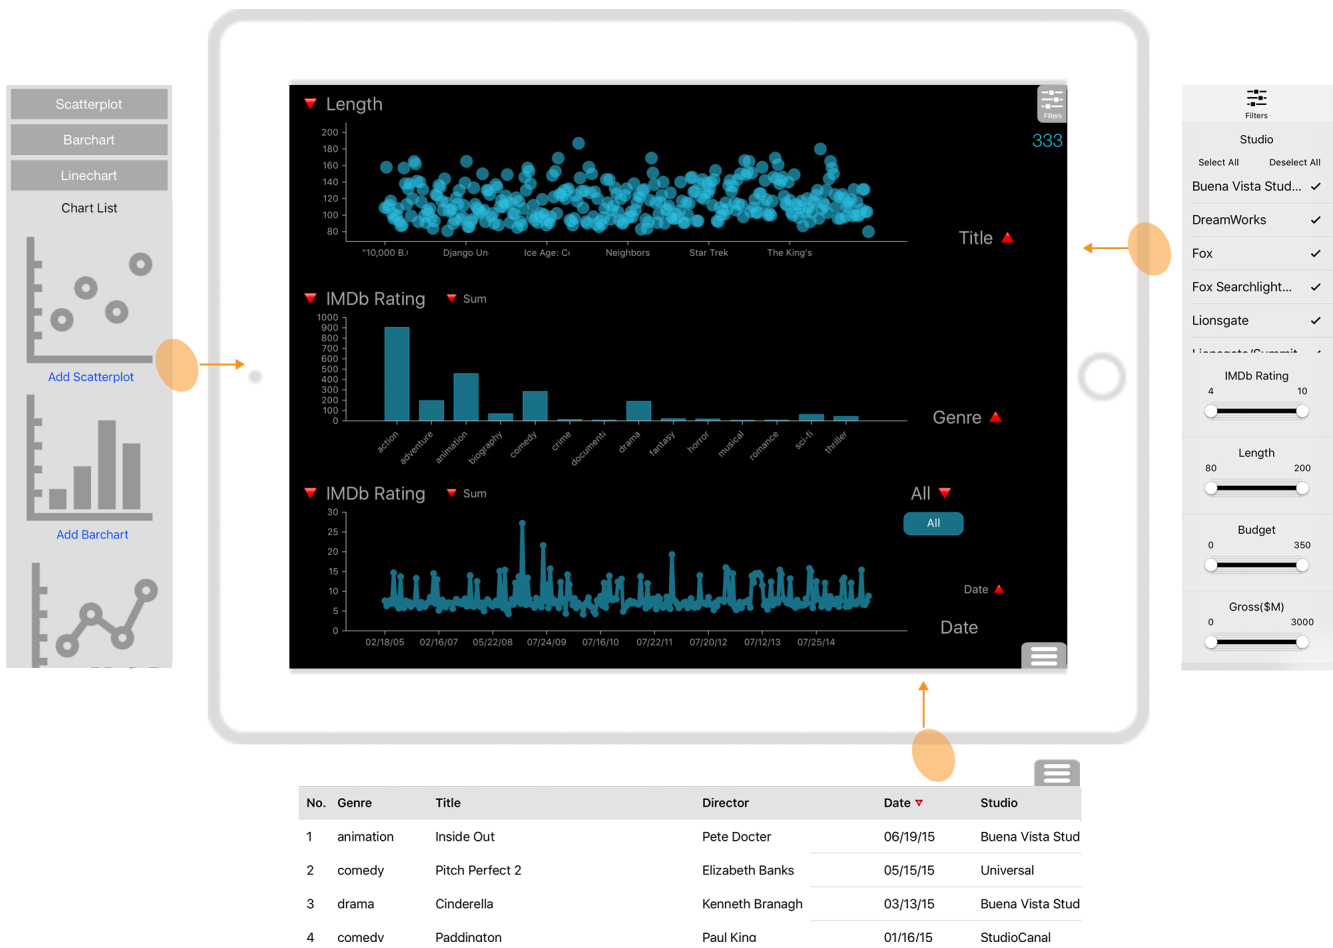 Scatterplot
Barchart
Linechart
Chart List
Add Scatterplot
Add Barchart
Length
Filters
333
200
180
160
140
120
100
80
"10,000 B.
Django Un
Ice Age: C
Neighbors
Star Trek
The King's
Title
IMDb Rating
Sum
1000
900
800
700
600
500
400
300
200
100
0
action
adventure
animation
biography
comedy
crime
documenti
drama
fantasy
horror
musical
romance
sci-fi
thriller
Genre
IMDb Rating
Sum
All
All
30
25
20
15
10
5
0
02/18/05 02/16/07 05/22/08 07/24/09 07/16/10 07/22/11 07/20/12 07/12/13 07/25/14
Date
Date
Filters
Studio
Select All Deselect All
Buena Vista Stud...
DreamWorks
Fox
Fox Searchlight...
Lionsgate
Lionsgate/Summit
IMDb Rating
4 10
Length
80 200
Budget
0 350
Gross($M)
0 3000
No. Genre Title Director Date Studio
1 animation Inside Out Pete Docter 06/19/15 Buena Vista Stud
2 comedy Pitch Perfect 2 Elizabeth Banks 05/15/15 Universal
3 drama Cinderella Kenneth Branagh 03/13/15 Buena Vista Stud
4 comedy Paddington Paul King 01/16/15 StudioCanal